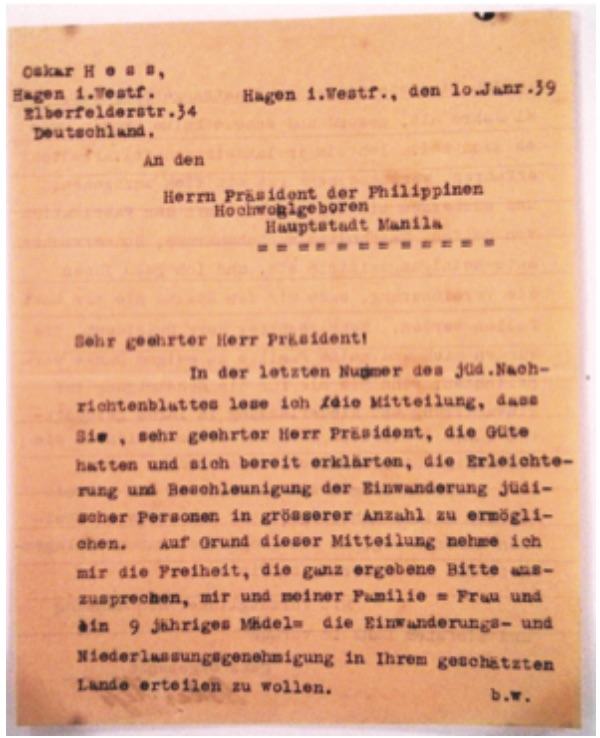 Oskar H e s s,
Hagen i.Westf.
Hagen i.Westf., den lo.Janr.39
Elberfelderstr.34
Deutschland.
An den
Herrn Präsident der Philippinen
Hochwohlgeboren
Hauptstadt Manila
= = = = = = = = = = = =
Sehr geehrter Herr Präsident!
In der letzten Nummer des jüd.Nach-
richtenblattes lese ich die Mitteilung, dass
Sie , sehr geehrter Herr Präsident, die Güte
hatten und sich bereit erklärten, die Erleichte-
rung und Beschleunigung der Einwanderung jüdi-
scher Personen in grösserer Anzahl zu ermögli-
chen. Auf Grund dieser Mitteilung nehme ich
mir die Freiheit, die ganz ergebene Bitte aus-
zusprechen, mir und meiner Familie = Frau und
ein 9 jähriges Mädel= die Einwanderungs- und
Niederlassungsgenehmigung in Ihrem geschätzten
Lande erteilen zu wollen.
b.w.